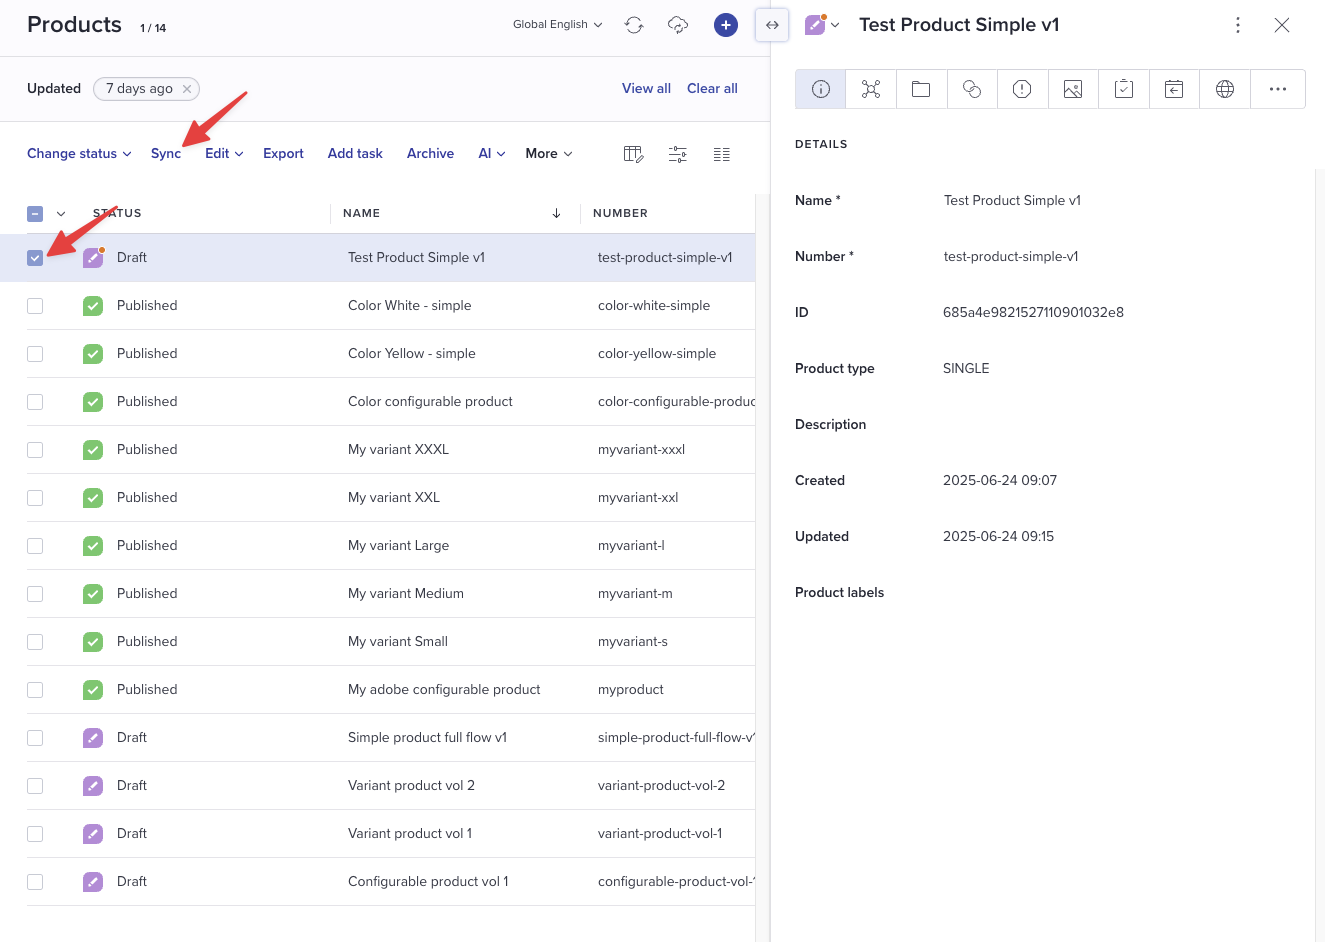 Products 1 / 14 Global English
Test Product Simple v1
Updated 7 days ago View all Clear all
Change status Sync Edit Export Add task Archive AI More
STATUS NAME NUMBER
Draft Test Product Simple v1 test-product-simple-v1
Published Color White - simple color-white-simple
Published Color Yellow - simple color-yellow-simple
Published Color configurable product color-configurable-produc
Published My variant XXXL myvariant-xxxl
Published My variant XXL myvariant-xxl
Published My variant Large myvariant-l
Published My variant Medium myvariant-m
Published My variant Small myvariant-s
Published My adobe configurable product myproduct
Draft Simple product full flow v1 simple-product-full-flow-v1
Draft Variant product vol 2 variant-product-vol-2
Draft Variant product vol 1 variant-product-vol-1
Draft Configurable product vol 1 configurable-product-vol-1
DETAILS
Name * Test Product Simple v1
Number * test-product-simple-v1
ID 685a4e9821527110901032e8
Product type SINGLE
Description
Created 2025-06-24 09:07
Updated 2025-06-24 09:15
Product labels